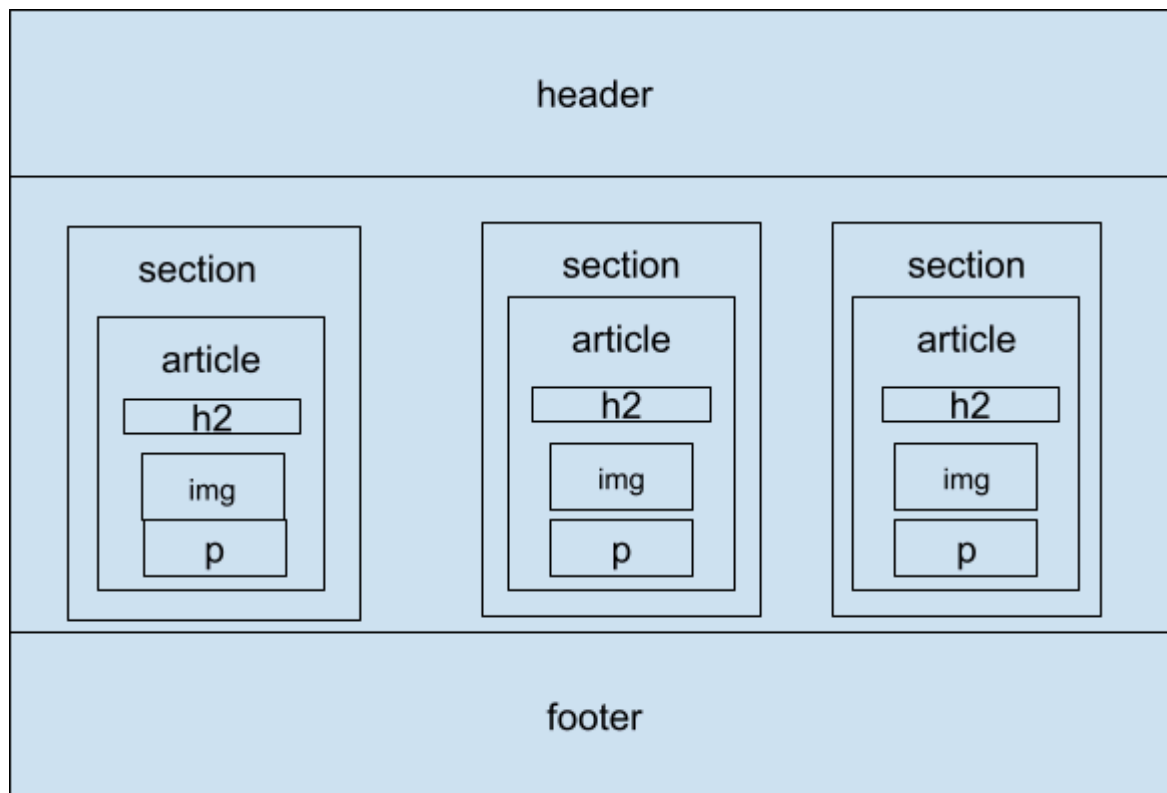 header
section
article
h2
img
p
section
article
h2
img
p
section
article
h2
img
p
footer